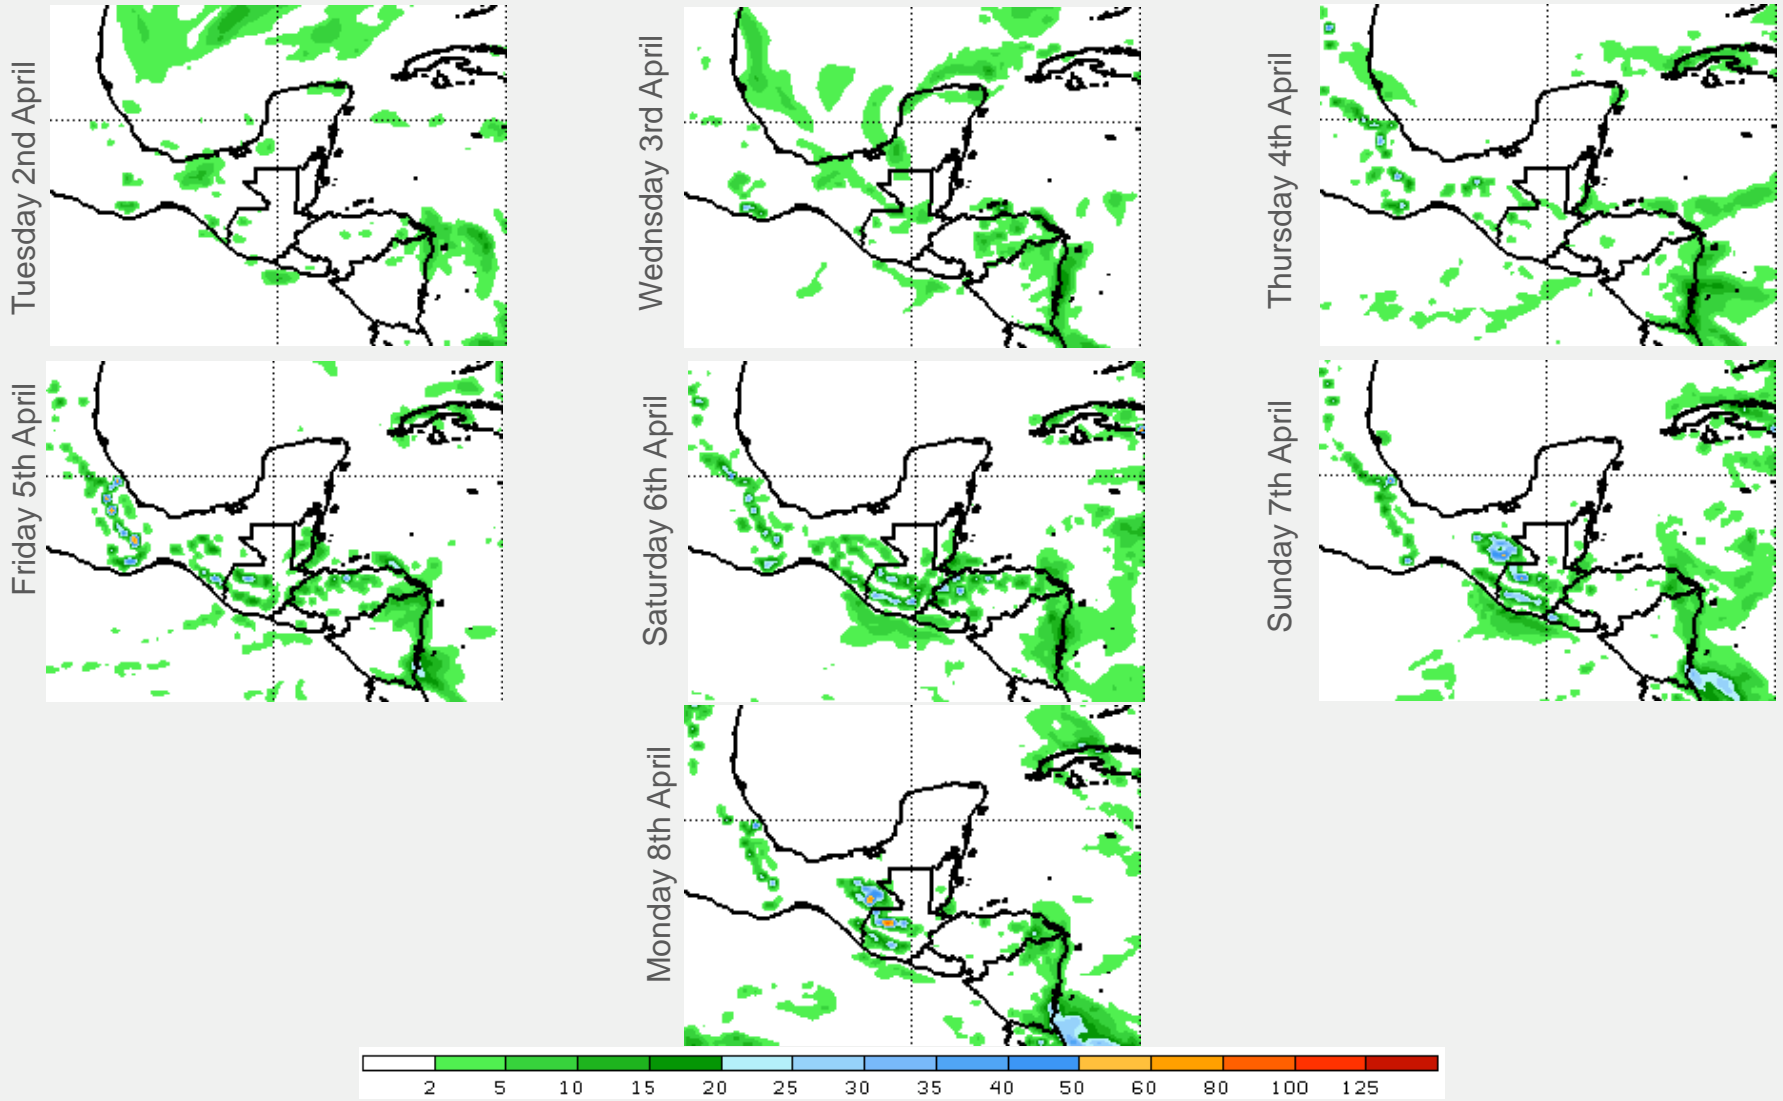 Tuesday 2nd April
Wednsday 3rd April
Thursday 4th April
Friday 5th April
Saturday 6th April
Sunday 7th April
Monday 8th April
2 5 10 15 20 25 30 35 40 50 60 80 100 125